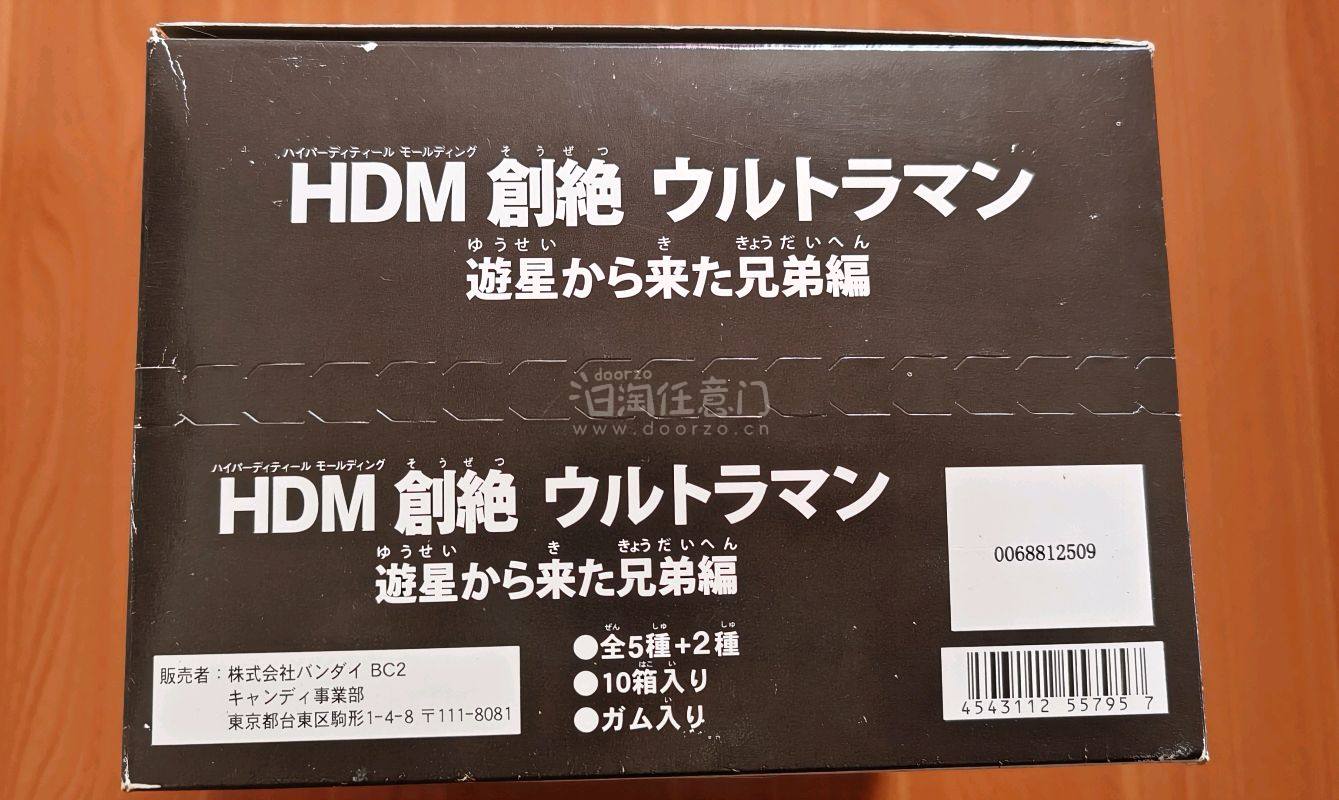 ハイパーディティール モールディング そうぜつ
HDM 創絶 ウルトラマン
ゆうせい き きょうだいへん
遊星から来た兄弟編
doorzo
汩淘任意门
www.doorzo.cn
ハイパーディティール モールディング そうぜつ
HDM 創絶 ウルトラマン
ゆうせい き きょうだいへん
遊星から来た兄弟編
0068812509
ぜん しゅ しゅ
●全5種+2種
はこ い
●10箱入り
い
●ガム入り
販売者:株式会社バンダイ BC2
キャンディ事業部
東京都台東区駒形1-4-8 〒111-8081
4543112 55795 7